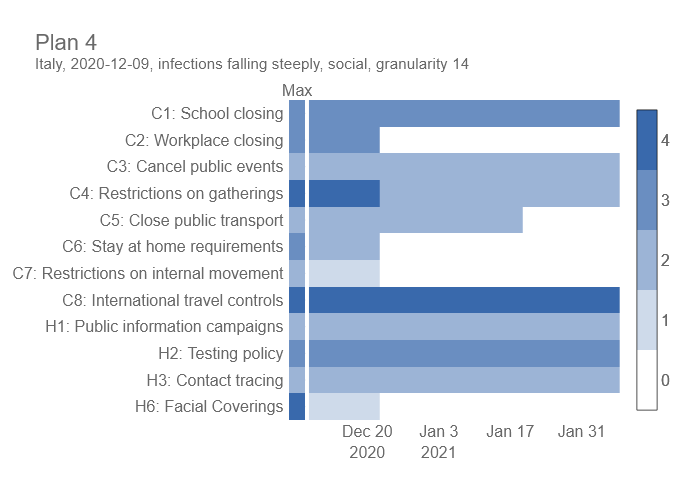 Plan 4
Italy, 2020-12-09, infections falling steeply, social, granularity 14
Max
C1: School closing
C2: Workplace closing
C3: Cancel public events
C4: Restrictions on gatherings
C5: Close public transport
C6: Stay at home requirements
C7: Restrictions on internal movement
C8: International travel controls
H1: Public information campaigns
H2: Testing policy
H3: Contact tracing
H6: Facial Coverings
4
3
2
1
0
Dec 20 Jan 3 Jan 17 Jan 31
2020 2021